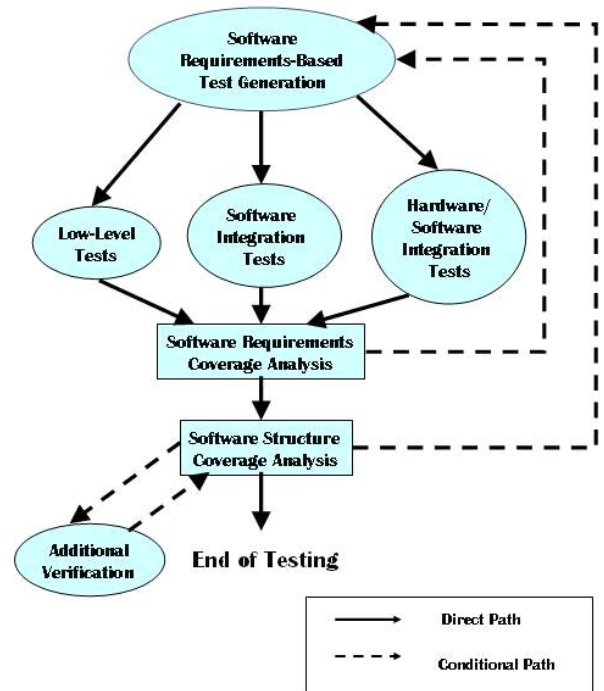 Software
Requirements-Based
Test Generation
Low-Level
Tests
Software
Integration
Tests
Hardware/
Software
Integration
Tests
Software Requirements
Coverage Analysis
Software Structure
Coverage Analysis
Additional
Verification
End of Testing
Direct Path
Conditional Path